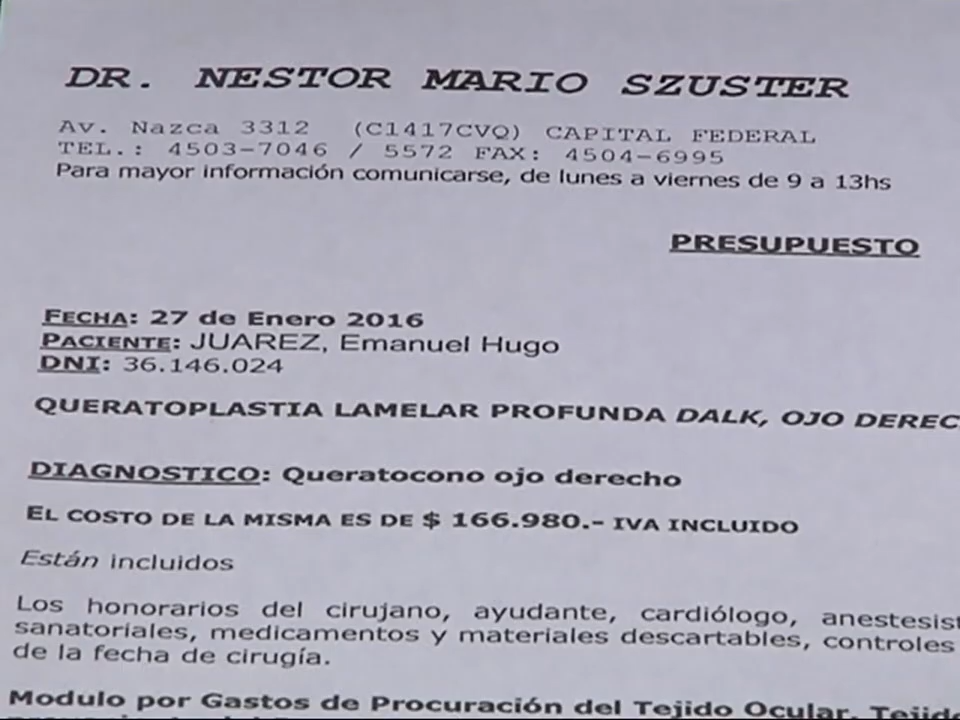 DR. NESTOR MARIO SZUSTER
Av. Nazca 3312 (C1417CVQ) CAPITAL FEDERAL
TEL.: 4503-7046 / 5572 FAX: 4504-6995
Para mayor información comunicarse, de lunes a viernes de 9 a 13hs
PRESUPUESTO
FECHA: 27 de Enero 2016
PACIENTE: JUAREZ, Emanuel Hugo
DNI: 36.146.024
QUERATOPLASTIA LAMELAR PROFUNDA DALK, OJO DEREC
DIAGNOSTICO: Queratocono ojo derecho
EL COSTO DE LA MISMA ES DE $ 166.980.- IVA INCLUIDO
Están incluidos
Los honorarios del cirujano, ayudante, cardiólogo, anestesist
sanatoriales, medicamentos y materiales descartables, controles
de la fecha de cirugía.
Modulo por Gastos de Procuración del Tejido Ocular. Tejid